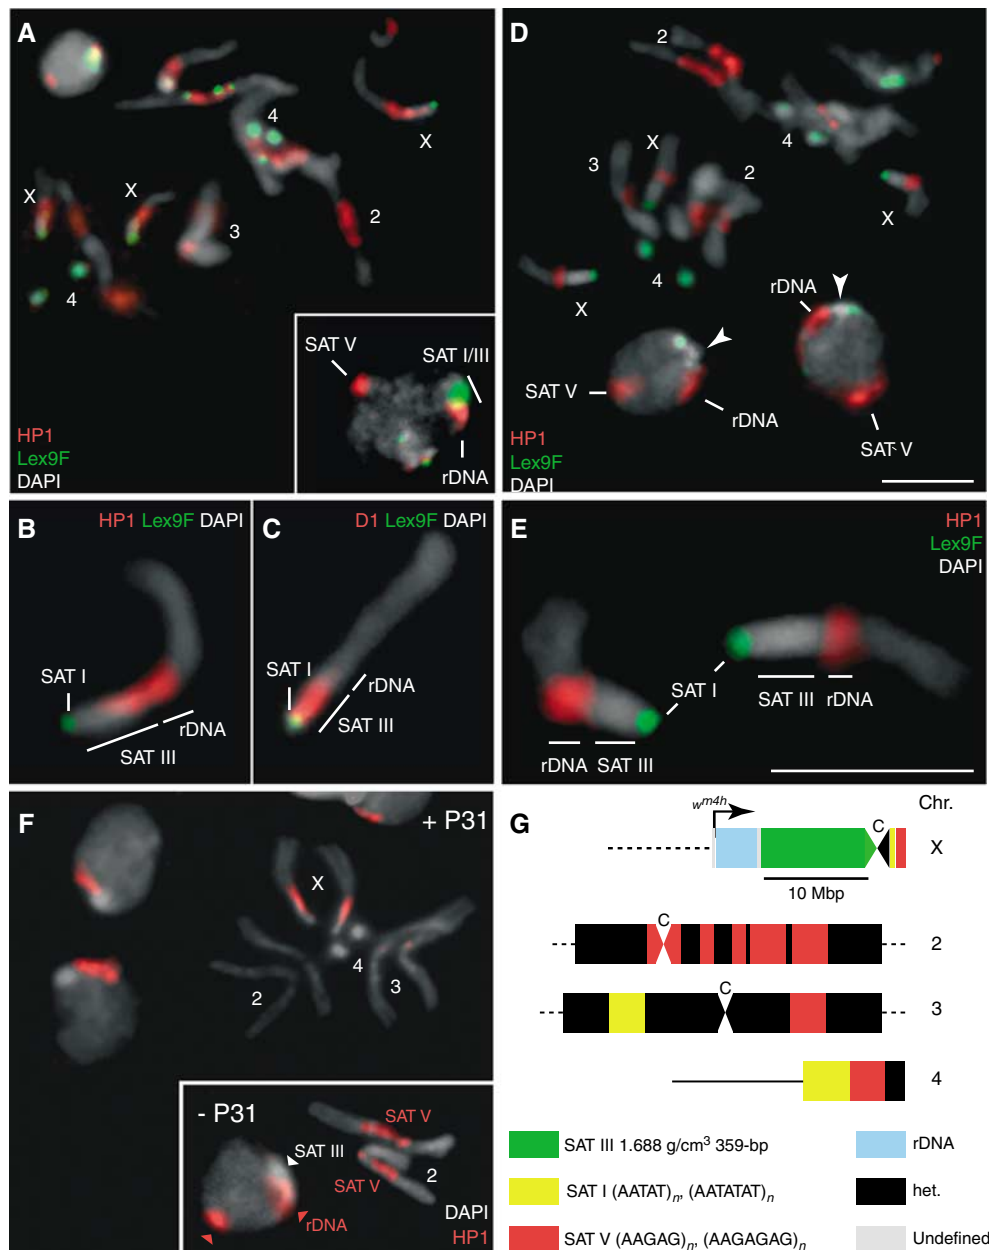 A
4
X
X
X
3
2
4
HP1
Lex9F
DAPI
SAT V
SAT I/III
rDNA
D
2
4
3
X
2
X
4
X
rDNA
SAT V
rDNA
SAT V
HP1
Lex9F
DAPI
B
HP1 Lex9F DAPI
SAT I
rDNA
SAT III
C
D1 Lex9F DAPI
SAT I
rDNA
SAT III
E
HP1
Lex9F
DAPI
SAT I
SAT III
rDNA
rDNA
SAT III
F
+ P31
X
4
3
2
- P31
SAT V
SAT III
SAT V
2
rDNA
DAPI
HP1
G
wm4h
Chr.
C
X
10 Mbp
C
2
C
3
4
SAT III 1.688 g/cm3 359-bp
rDNA
SAT I (AATAT)n, (AATATAT)n
het.
SAT V (AAGAG)n, (AAGAGAG)n
Undefined